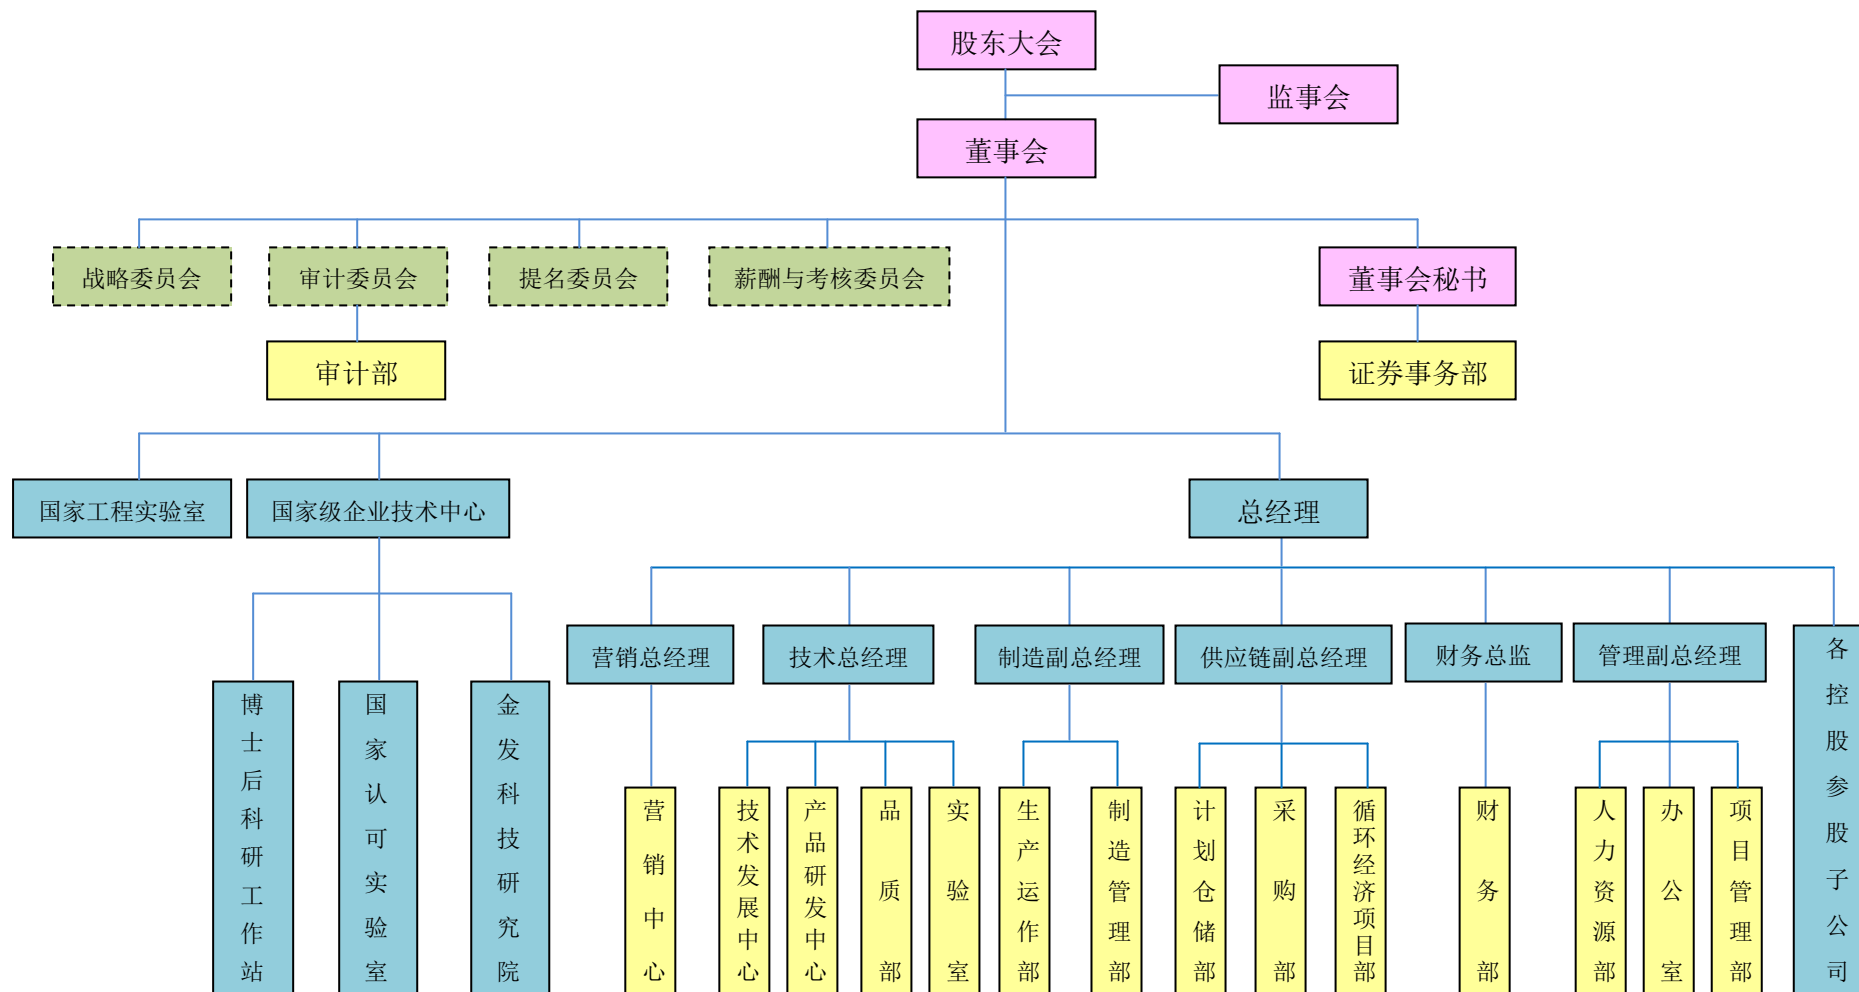 股东大会
监事会
董事会
战略委员会
审计委员会
提名委员会
薪酬与考核委员会
董事会秘书
审计部
证券事务部
国家工程实验室
国家级企业技术中心
总经理
营销总经理
技术总经理
制造副总经理
供应链副总经理
财务总监
管理副总经理
各控股参股子公司
博士后科研工作站
国家认可实验室
金发科技研究院
营销中心
技术发展中心
产品研发中心
品质部
实验室
生产运作部
制造管理部
计划仓储部
采购部
循环经济项目部
财务部
人力资源部
办公室
项目管理部